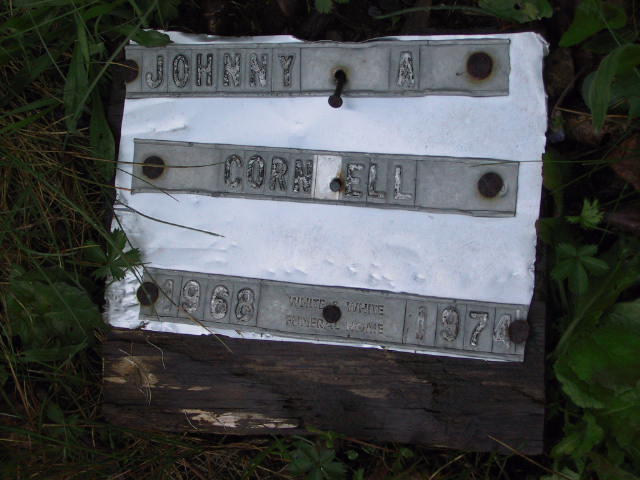 JOHNNY A
CORNELL
1968 WHITE & WHITE 1974
FUNERAL HOME